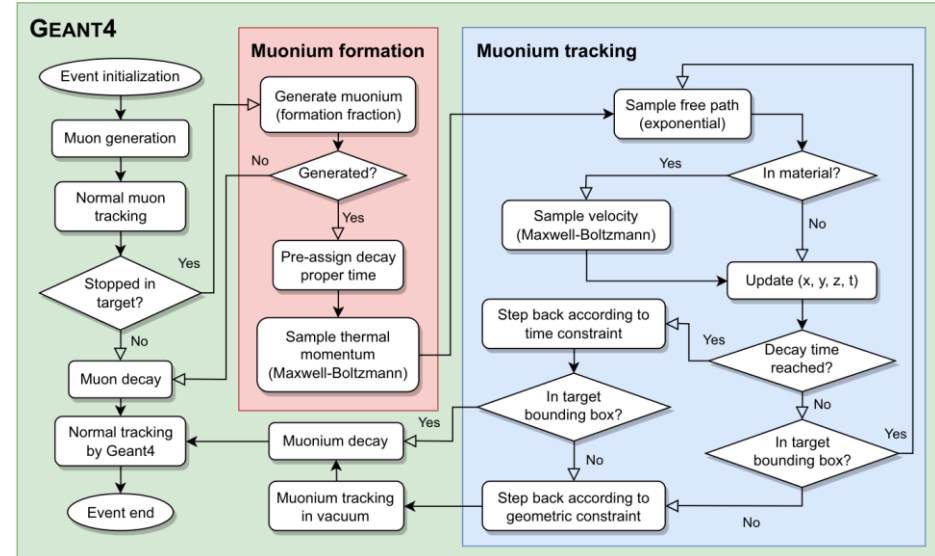 GEANT4
Event initialization
Muon generation
Normal muon
tracking
Stopped in
target?
Yes
No
Muon decay
Normal tracking
by Geant4
Event end
Muonium formation
Generate muonium
(formation fraction)
No
Generated?
Yes
Pre-assign decay
proper time
Sample thermal
momentum
(Maxwell-Boltzmann)
Muonium decay
Muonium tracking
in vacuum
Muonium tracking
Sample free path
(exponential)
Yes
In material?
Sample velocity
(Maxwell-Boltzmann)
No
Update (x, y, z, t)
Step back according to
time constraint
Yes
Decay time
reached?
In target
bounding box?
Yes
No
No
In target
bounding box?
Yes
Step back according to
geometric constraint
No